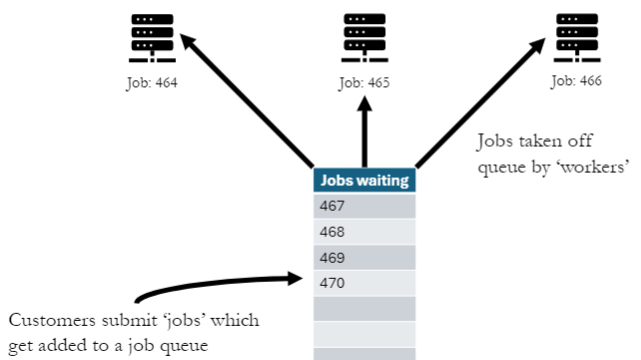 Job: 464
Job: 465
Job: 466
Jobs taken off
queue by ‘workers’
Jobs waiting
467
468
469
470
Customers submit ‘jobs’ which
get added to a job queue